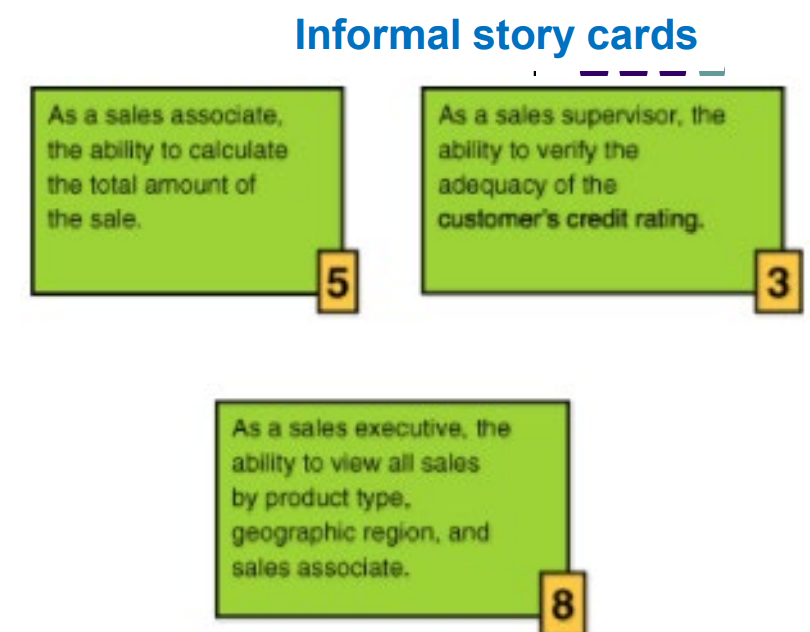 Informal story cards
As a sales associate,
the ability to calculate
the total amount of
the sale.
5
As a sales supervisor, the
ability to verify the
adequacy of the
customer's credit rating.
3
As a sales executive, the
ability to view all sales
by product type,
geographic region, and
sales associate.
8